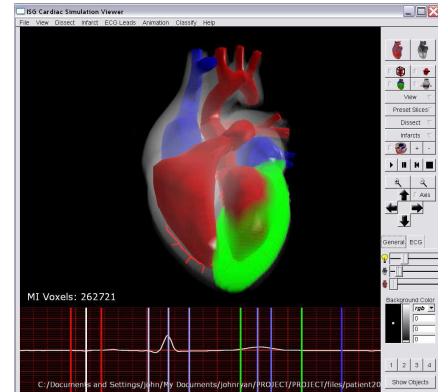 ISG Cardiac Simulation Viewer
File View Dissect Infarct ECG Leads Animation Classify Help
View
Preset Slices
Dissect
Infarcts
+ -
Axis
General ECG
MI Voxels: 262721
Background Color
rgb
0
0
0
1 2 3 4
C:/Documents and Settings/john/My Documents/johnryan/PROJECT/PROJECT/files/patient20
Show Objects